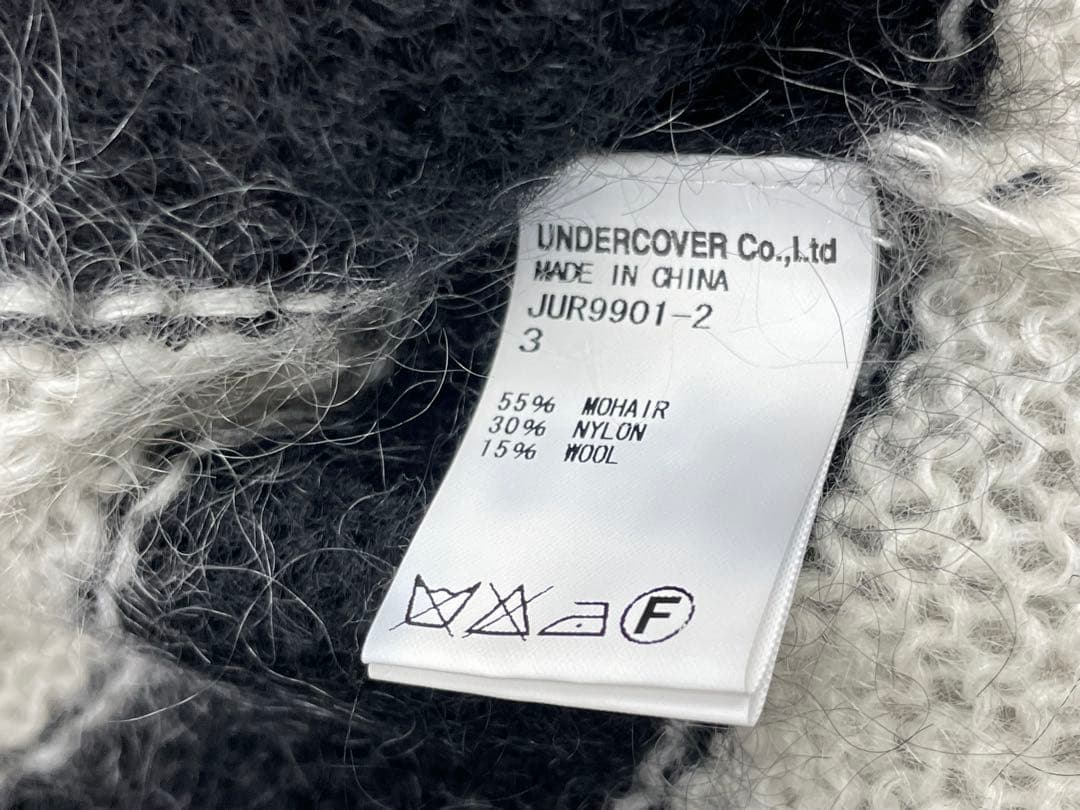 UNDERCOVER Co.,Ltd
MADE IN CHINA
JUR9901-2
3
55% MOHAIR
30% NYLON
15% WOOL
F